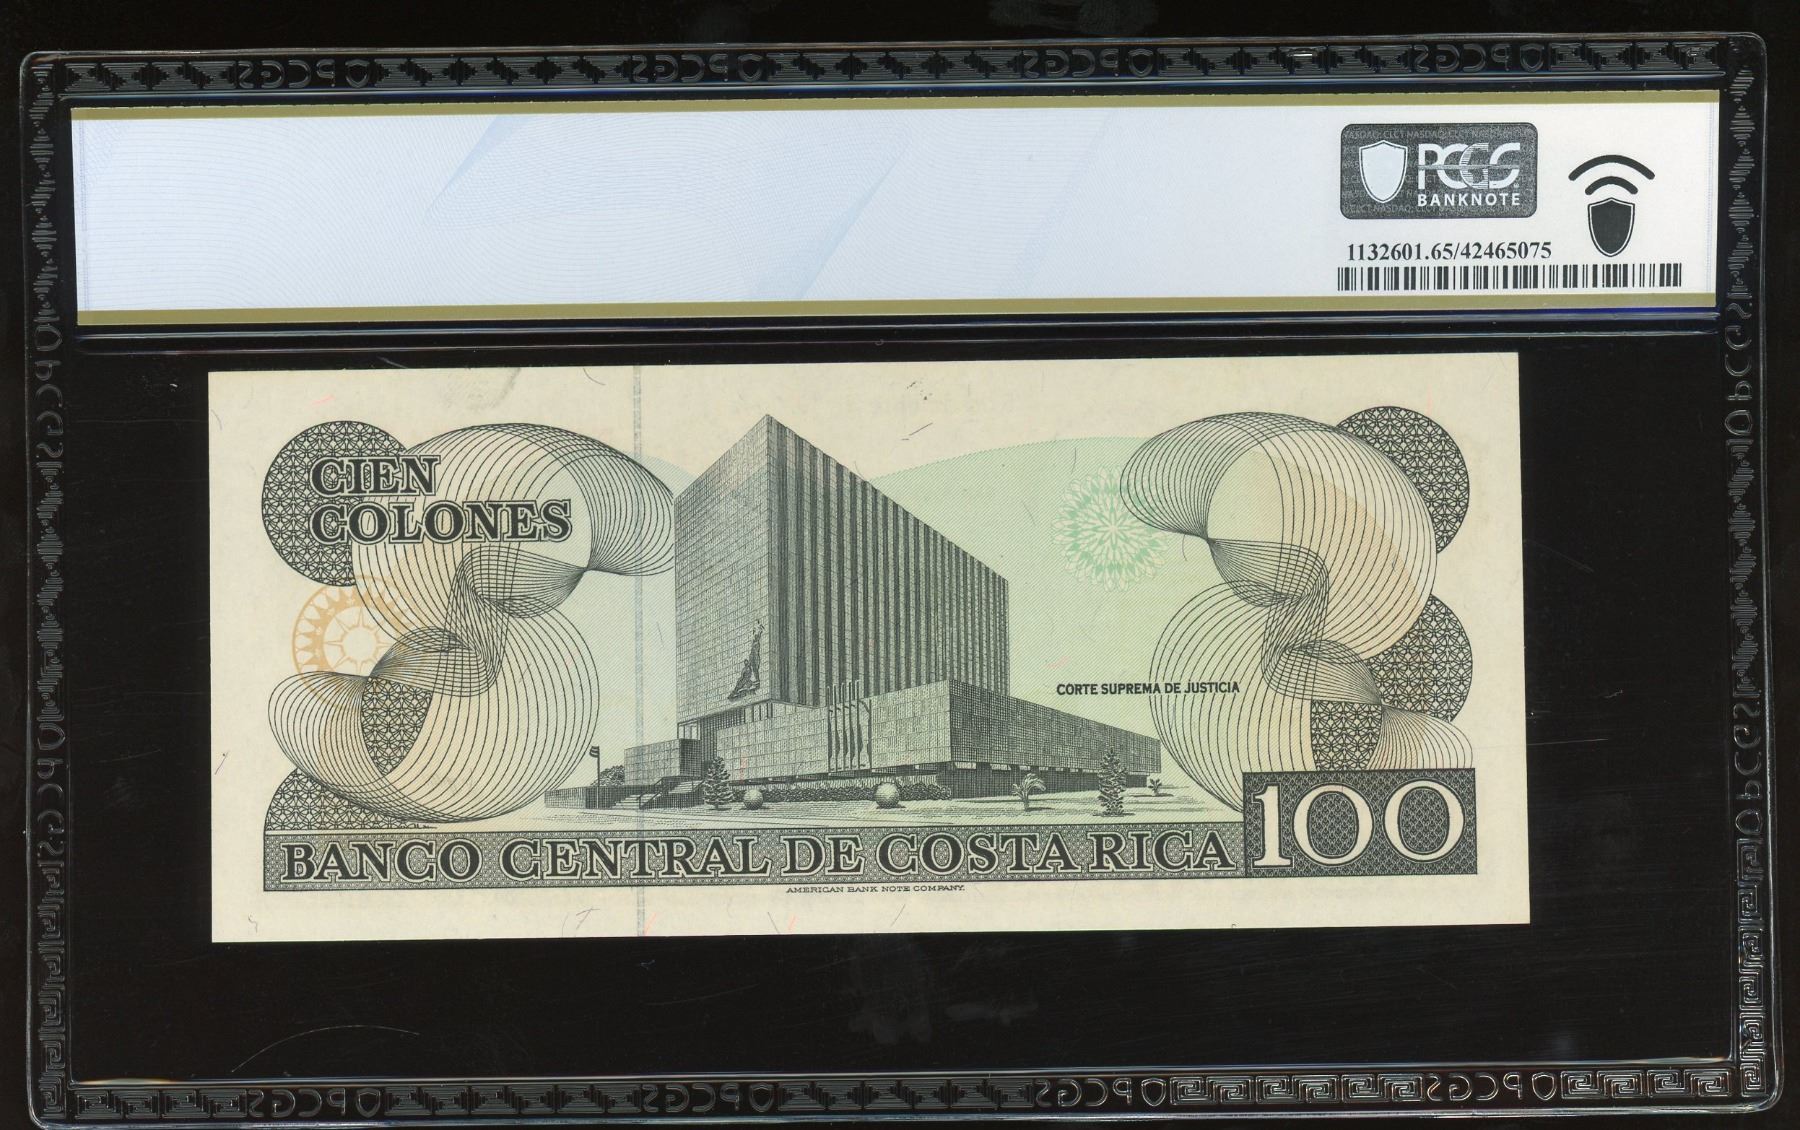 PCGS
BANKNOTE
1132601.65/42465075
CIEN
COLONES
CORTE SUPREMA DE JUSTICIA
BANCO CENTRAL DE COSTA RICA
100
AMERICAN BANK NOTE COMPANY.